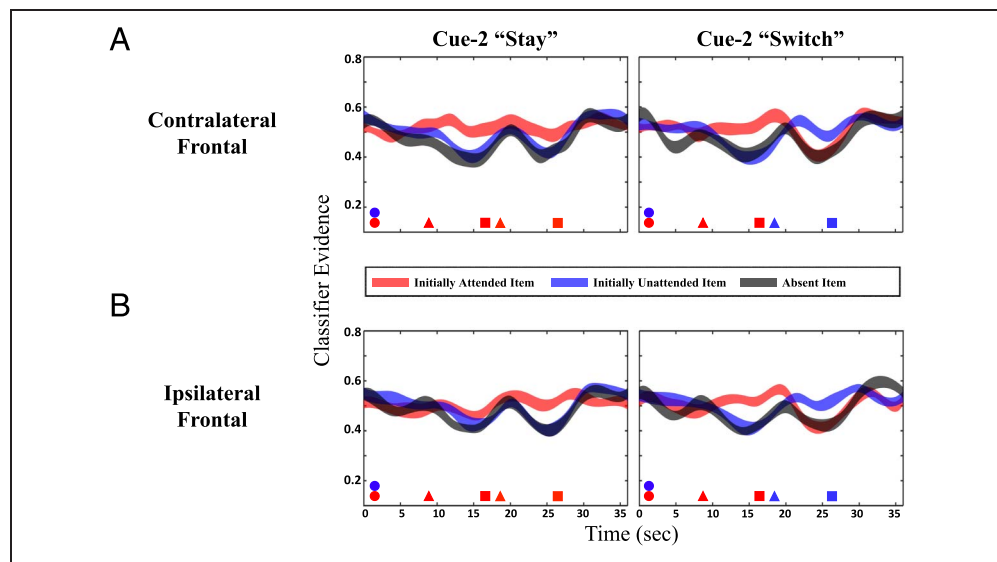 A
Cue-2 “Stay”
Cue-2 “Switch”
Contralateral
Frontal
0.8
0.6
0.4
0.2
Classifier Evidence
Initially Attended Item
Initially Unattended Item
Absent Item
B
Ipsilateral
Frontal
0.8
0.6
0.4
0.2
0 5 10 15 20 25 30 35
0 5 10 15 20 25 30 35
Time (sec)